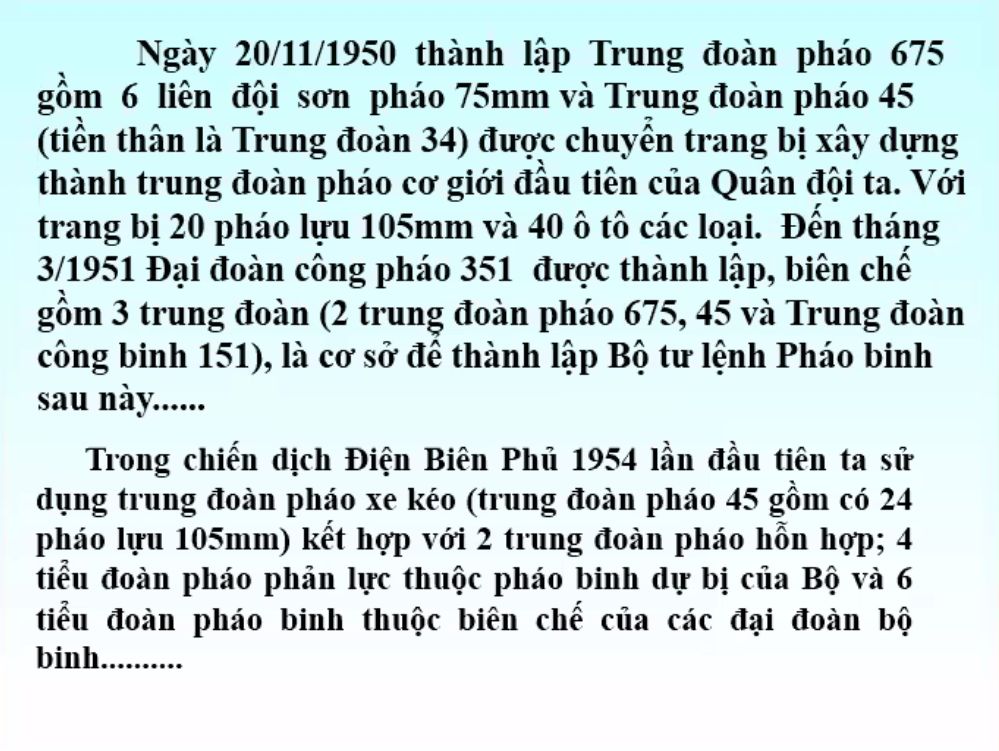 Ngày 20/11/1950 thành lập Trung đoàn pháo 675
gồm 6 liên đội sơn pháo 75mm và Trung đoàn pháo 45
(tiền thân là Trung đoàn 34) được chuyển trang bị xây dựng
thành trung đoàn pháo cơ giới đầu tiên của Quân đội ta. Với
trang bị 20 pháo lựu 105mm và 40 ô tô các loại. Đến tháng
3/1951 Đại đoàn công pháo 351 được thành lập, biên chế
gồm 3 trung đoàn (2 trung đoàn pháo 675, 45 và Trung đoàn
công binh 151), là cơ sở để thành lập Bộ tư lệnh Pháo binh
sau này......
Trong chiến dịch Điện Biên Phủ 1954 lần đầu tiên ta sử
dụng trung đoàn pháo xe kéo (trung đoàn pháo 45 gồm có 24
pháo lựu 105mm) kết hợp với 2 trung đoàn pháo hỗn hợp; 4
tiểu đoàn pháo phản lực thuộc pháo binh dự bị của Bộ và 6
tiểu đoàn pháo binh thuộc biên chế của các đại đoàn bộ
binh..........